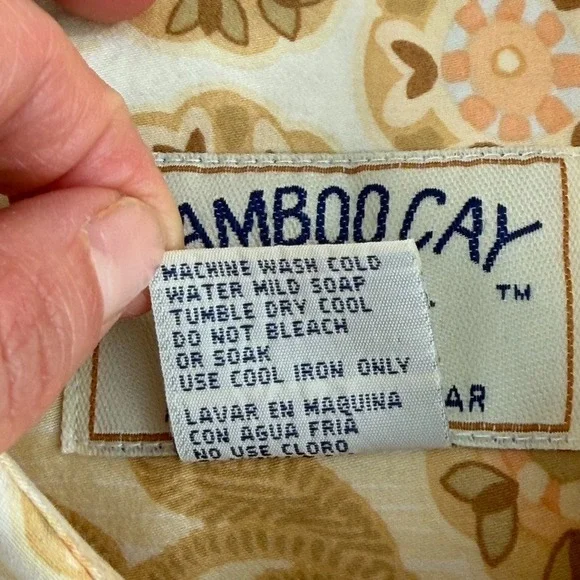 AMBOO CAY
TM
MACHINE WASH COLD
WATER MILD SOAP
TUMBLE DRY COOL
DO NOT BLEACH
OR SOAK
USE COOL IRON ONLY
AR
LAVAR EN MAQUINA
CON AGUA FRIA
NO USE CLORO